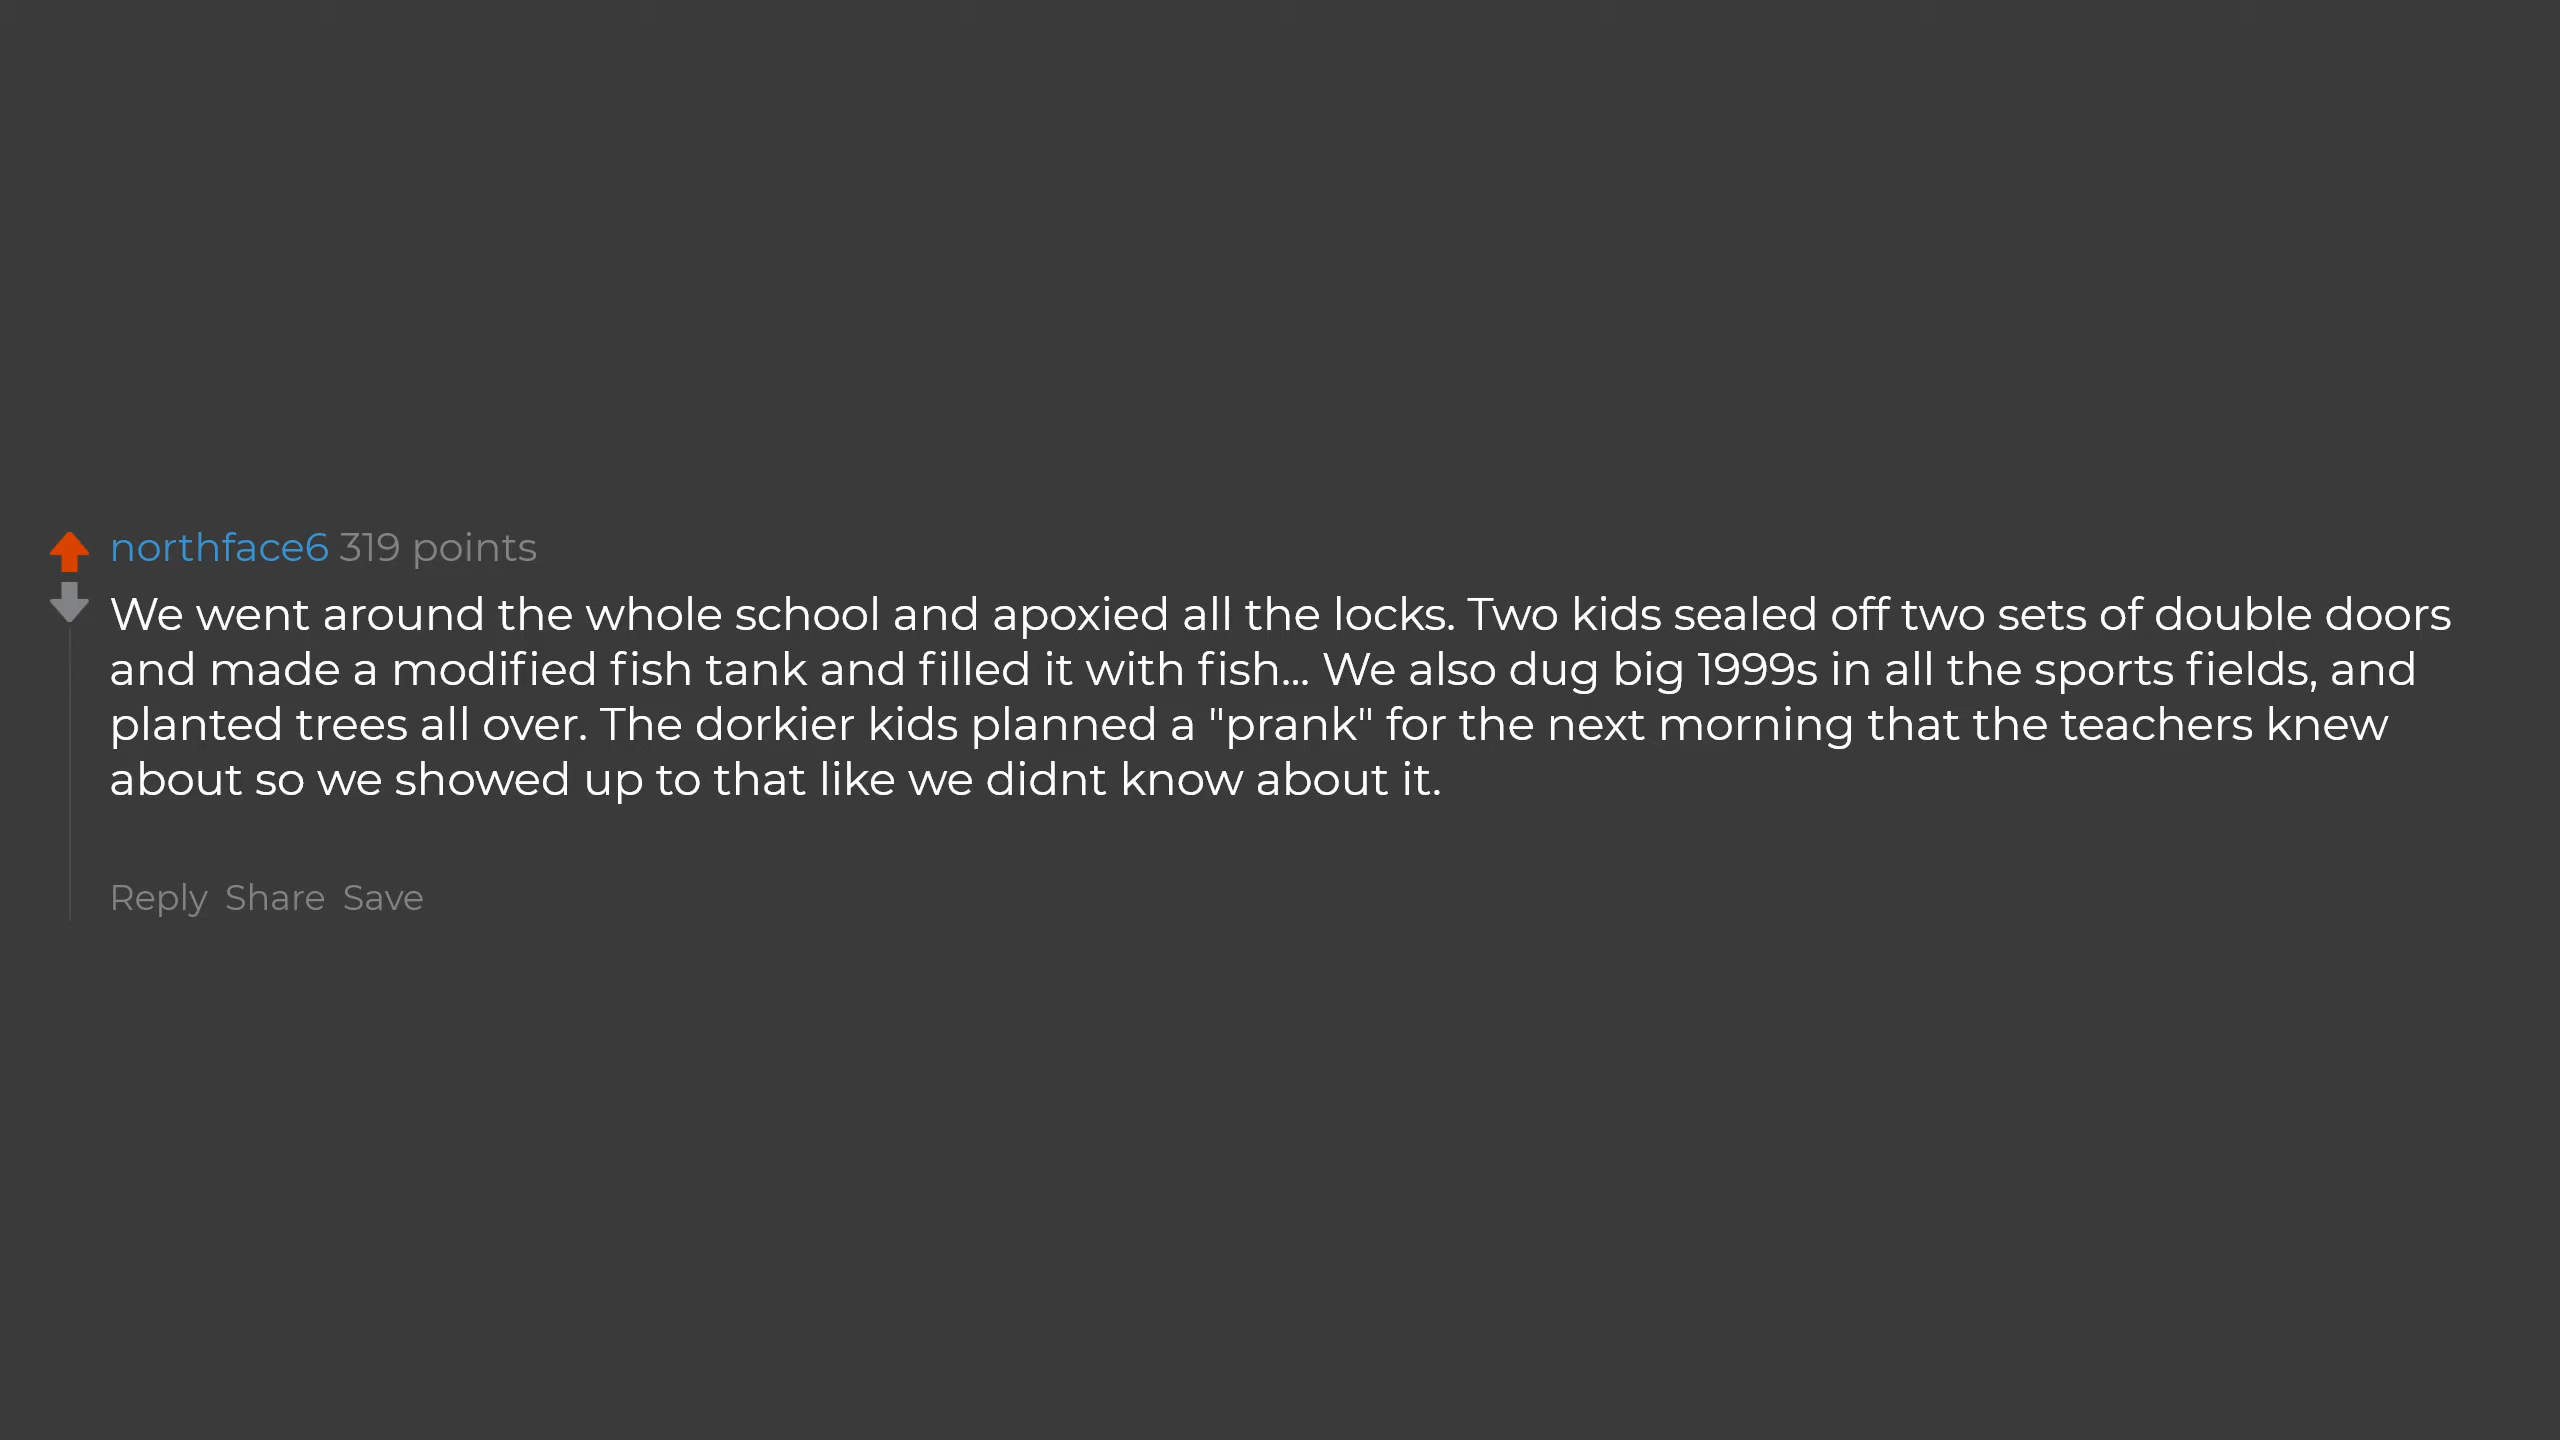 northface6 319 points
We went around the whole school and apoxied all the locks. Two kids sealed off two sets of double doors
and made a modified fish tank and filled it with fish... We also dug big 1999s in all the sports fields, and
planted trees all over. The dorkier kids planned a "prank" for the next morning that the teachers knew
about so we showed up to that like we didnt know about it.
Reply Share Save